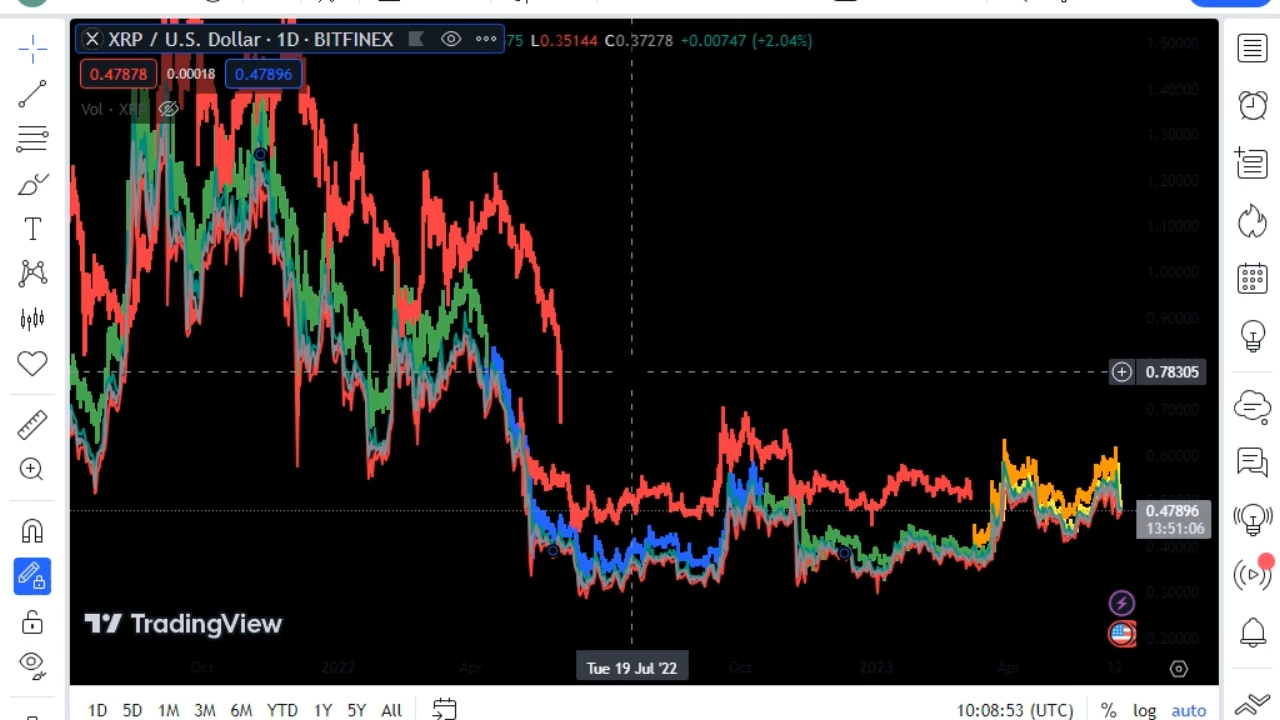 XRP / U.S. Dollar · 1D · BITFINEX 75 L0.35144 C0.37278 +0.00747 (+2.04%)
0.47878 0.00018 0.47896
Vol · XRP
1.50000
1.40000
1.30000
1.20000
1.10000
1.00000
0.90000
0.78305
0.70000
0.60000
0.47896
13:51:06
0.40000
0.30000
0.20000
TradingView
Oct 2022 Apr Tue 19 Jul '22 Oct 2023 Apr 12
1D 5D 1M 3M 6M YTD 1Y 5Y All 10:08:53 (UTC) % log auto